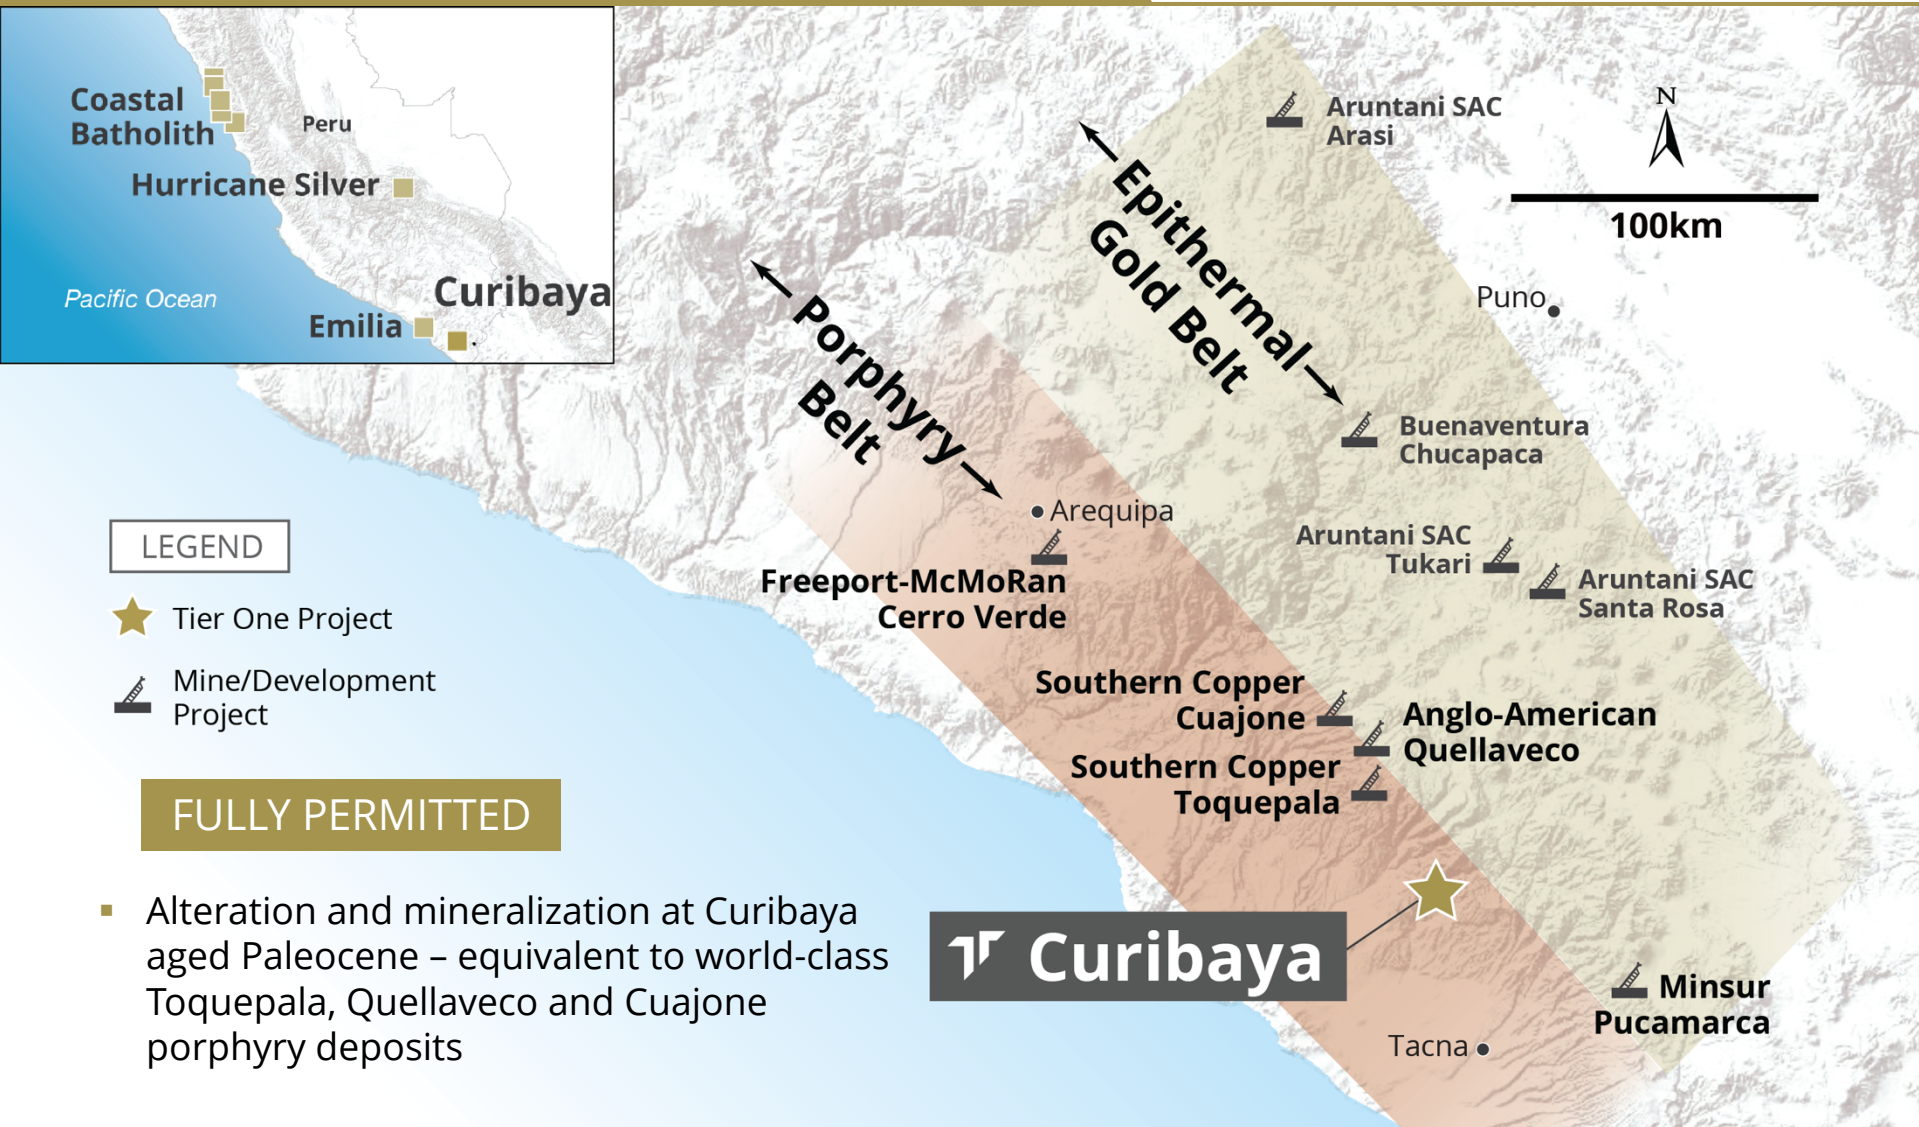 Coastal
Batholith
Peru
Hurricane Silver
Pacific Ocean
Curibaya
Emilia
Aruntani SAC
Arasi
N
100km
Epithermal
Gold Belt
Puno
Porphyry
Belt
Buenaventura
Chucapaca
Arequipa
Aruntani SAC
Tukari
Freeport-McMoRan
Cerro Verde
Aruntani SAC
Santa Rosa
LEGEND
Tier One Project
Mine/Development
Project
Southern Copper
Cuajone
Anglo-American
Quellaveco
Southern Copper
Toquepala
FULLY PERMITTED
▪ Alteration and mineralization at Curibaya
aged Paleocene – equivalent to world-class
Toquepala, Quellaveco and Cuajone
porphyry deposits
Curibaya
Minsur
Pucamarca
Tacna